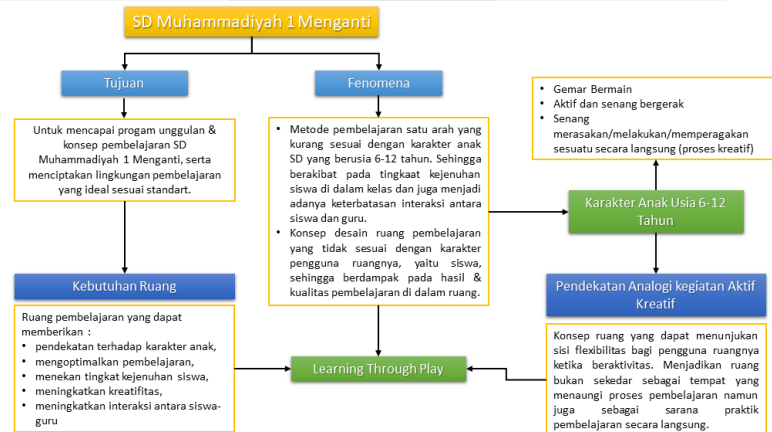 SD Muhammadiyah 1 Menganti
Tujuan
Untuk mencapai progam unggulan &
konsep pembelajaran SD
Muhammadiyah 1 Menganti, serta
menciptakan lingkungan pembelajaran
yang ideal sesuai standart.
Kebutuhan Ruang
Ruang pembelajaran yang dapat
memberikan :
• pendekatan terhadap karakter anak,
• mengoptimalkan pembelajaran,
• menekan tingkat kejenuhan siswa,
• meningkatkan kreatifitas,
• meningkatkan interaksi antara siswa-
guru
Fenomena
• Metode pembelajaran satu arah yang
kurang sesuai dengan karakter anak
SD yang berusia 6-12 tahun. Sehingga
berakibat pada tingkaat kejenuhan
siswa di dalam kelas dan juga menjadi
adanya keterbatasan interaksi antara
siswa dan guru.
• Konsep desain ruang pembelajaran
yang tidak sesuai dengan karakter
pengguna ruangnya, yaitu siswa,
sehingga berdampak pada hasil &
kualitas pembelajaran di dalam ruang.
Learning Through Play
• Gemar Bermain
• Aktif dan senang bergerak
• Senang
merasakan/melakukan/memperagakan
sesuatu secara langsung (proses kreatif)
Karakter Anak Usia 6-12
Tahun
Pendekatan Analogi kegiatan Aktif
Kreatif
Konsep ruang yang dapat menunjukan
sisi flexibilitas bagi pengguna ruangnya
ketika beraktivitas. Menjadikan ruang
bukan sekedar sebagai tempat yang
menaungi proses pembelajaran namun
juga sebagai sarana praktik
pembelajaran secara langsung.